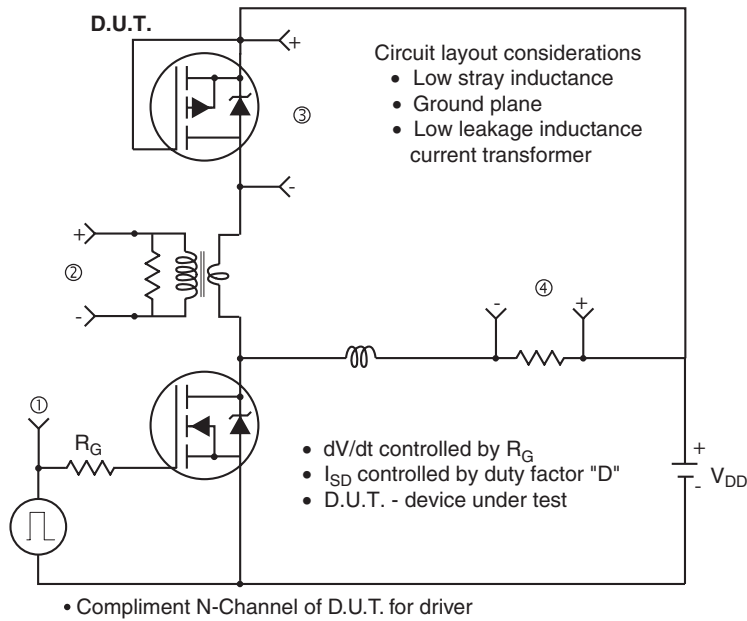 D.U.T.
+
Circuit layout considerations
• Low stray inductance
③
• Ground plane
• Low leakage inductance
current transformer
-
+
②
-
④
-
+
①
R_G
• dV/dt controlled by R_G
• I_SD controlled by duty factor "D"
• D.U.T. - device under test
+
-
V_DD
• Compliment N-Channel of D.U.T. for driver